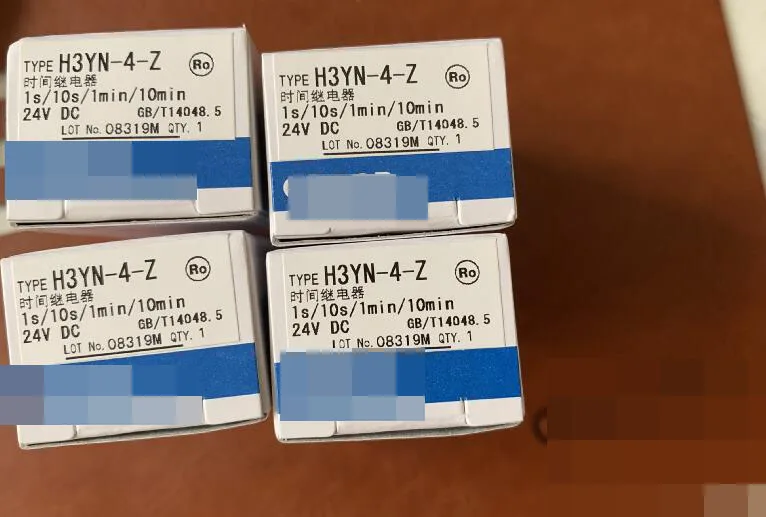 TYPE H3YN-4-Z Ro
时间继电器
1s/10s/1min/10min
24V DC GB/T14048.5
LOT No. 08319M QTY. 1
TYPE H3YN-4-Z Ro
时间继电器
1s/10s/1min/10min
24V DC GB/T14048.5
LOT No. 08319M QTY. 1
TYPE H3YN-4-Z Ro
时间继电器
1s/10s/1min/10min
24V DC GB/T14048.5
LOT No. 08319M QTY. 1
TYPE H3YN-4-Z Ro
时间继电器
1s/10s/1min/10min
24V DC GB/T14048.5
LOT No. 08319M QTY. 1